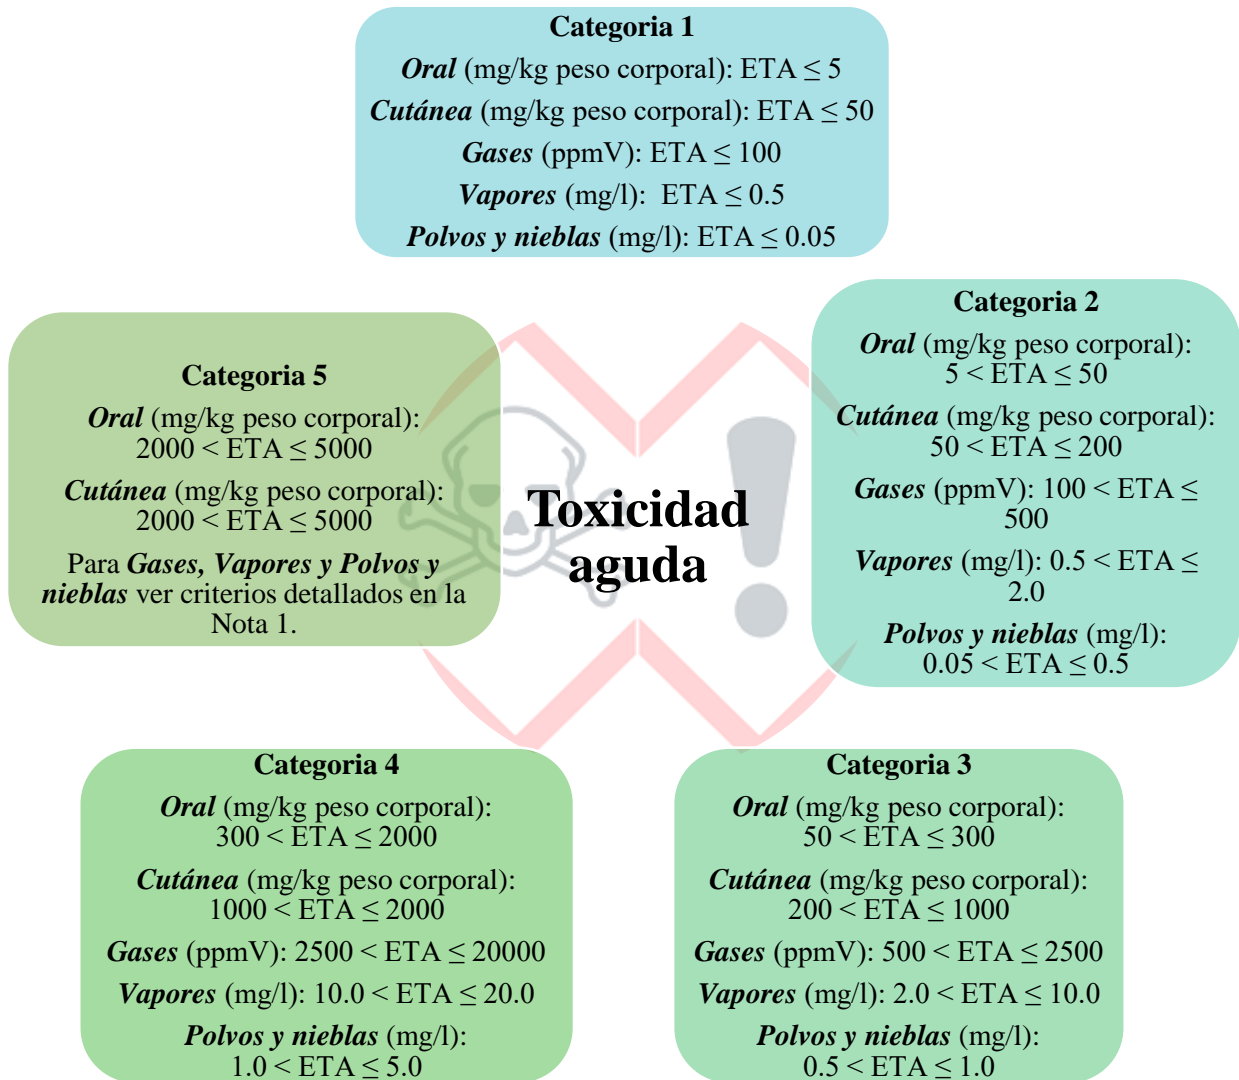 Categoria 1
Oral (mg/kg peso corporal): ETA ≤ 5
Cutánea (mg/kg peso corporal): ETA ≤ 50
Gases (ppmV): ETA ≤ 100
Vapores (mg/l): ETA ≤ 0.5
Polvos y nieblas (mg/l): ETA ≤ 0.05
Categoria 2
Oral (mg/kg peso corporal):
5 < ETA ≤ 50
Cutánea (mg/kg peso corporal):
50 < ETA ≤ 200
Gases (ppmV): 100 < ETA ≤
500
Vapores (mg/l): 0.5 < ETA ≤
2.0
Polvos y nieblas (mg/l):
0.05 < ETA ≤ 0.5
Categoria 5
Oral (mg/kg peso corporal):
2000 < ETA ≤ 5000
Cutánea (mg/kg peso corporal):
2000 < ETA ≤ 5000
Para Gases, Vapores y Polvos y
nieblas ver criterios detallados en la
Nota 1.
Toxicidad
aguda
Categoria 4
Oral (mg/kg peso corporal):
300 < ETA ≤ 2000
Cutánea (mg/kg peso corporal):
1000 < ETA ≤ 2000
Gases (ppmV): 2500 < ETA ≤ 20000
Vapores (mg/l): 10.0 < ETA ≤ 20.0
Polvos y nieblas (mg/l):
1.0 < ETA ≤ 5.0
Categoria 3
Oral (mg/kg peso corporal):
50 < ETA ≤ 300
Cutánea (mg/kg peso corporal):
200 < ETA ≤ 1000
Gases (ppmV): 500 < ETA ≤ 2500
Vapores (mg/l): 2.0 < ETA ≤ 10.0
Polvos y nieblas (mg/l):
0.5 < ETA ≤ 1.0